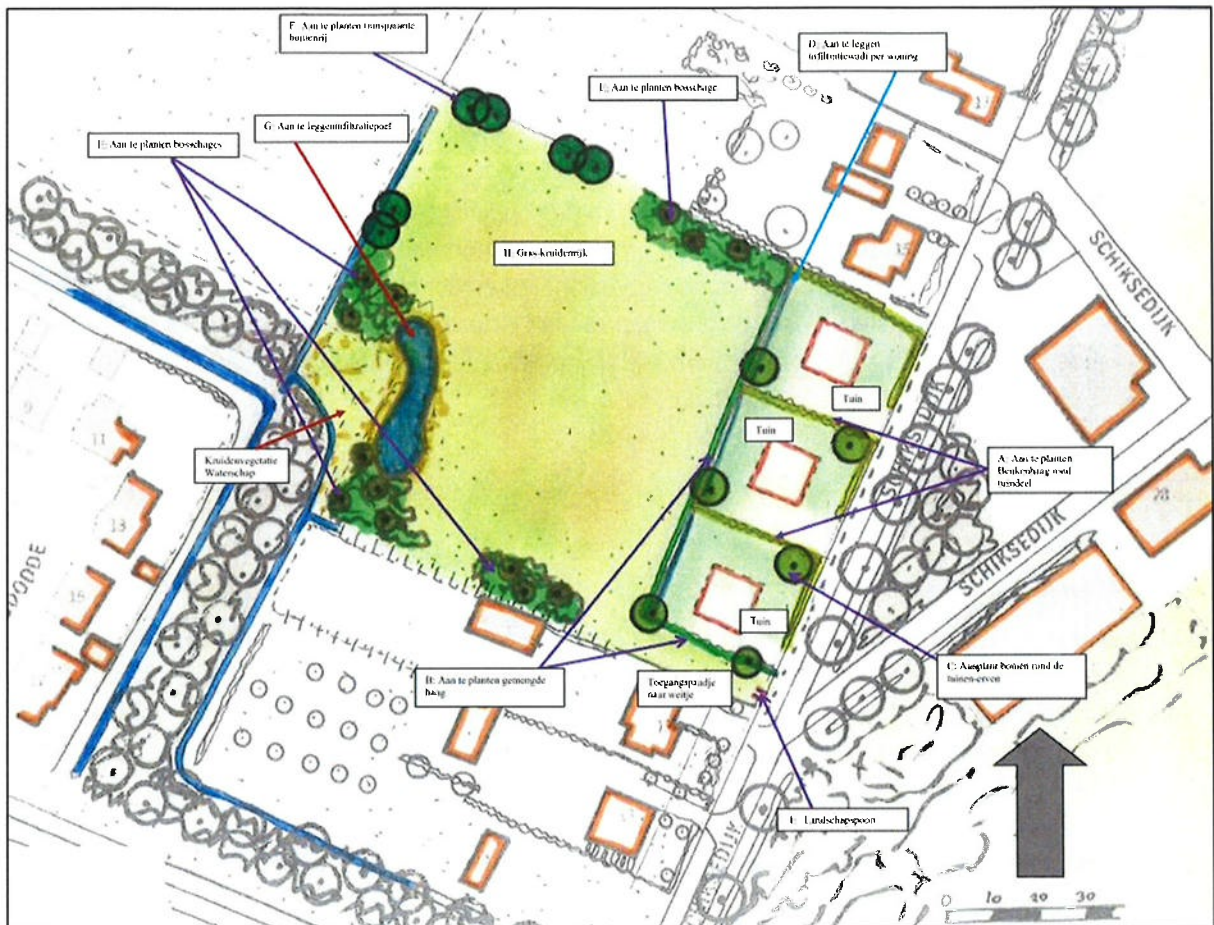 F: Aan te planten transparante
bomenrij
D: Aan te leggen
infiltratiewadi per woning
E: Aan te planten bosschage
G: Aan te leggen infiltratiepoel
E: Aan te planten bosschages
H: Gras-kruidenrijk
SCHIKSEDIJK
Tuin
Tuin
Kruidenvegetatie
Waterschap
A: Aan te planten
Beukenhaag rond
tuindeel
9
11
13
15
28
SCHIKSEDIJK
Tuin
B: Aan te planten gemengde
haag
Toegangspaadje
naar weitje
C: Aanplant bomen rond de
tuinen-erven
Landschapspoort
0 10 20 30